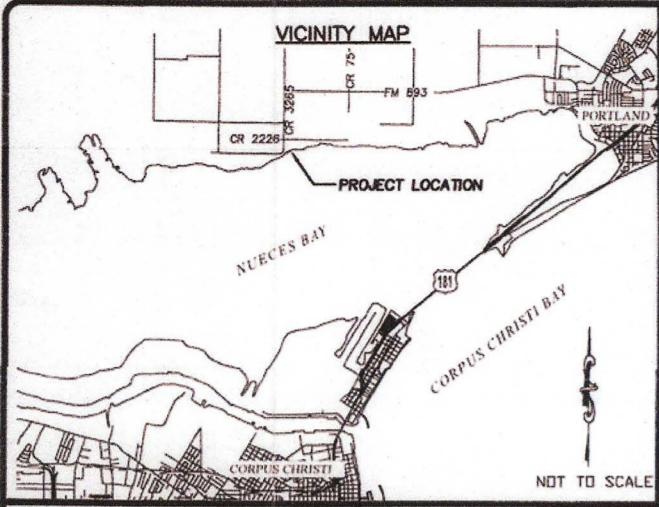 VICINITY MAP
CR 3265
CR 75
FM 893
CR 2226
PORTLAND
PROJECT LOCATION
NUECES BAY
181
CORPUS CHRISTI BAY
CORPUS CHRISTI
NOT TO SCALE